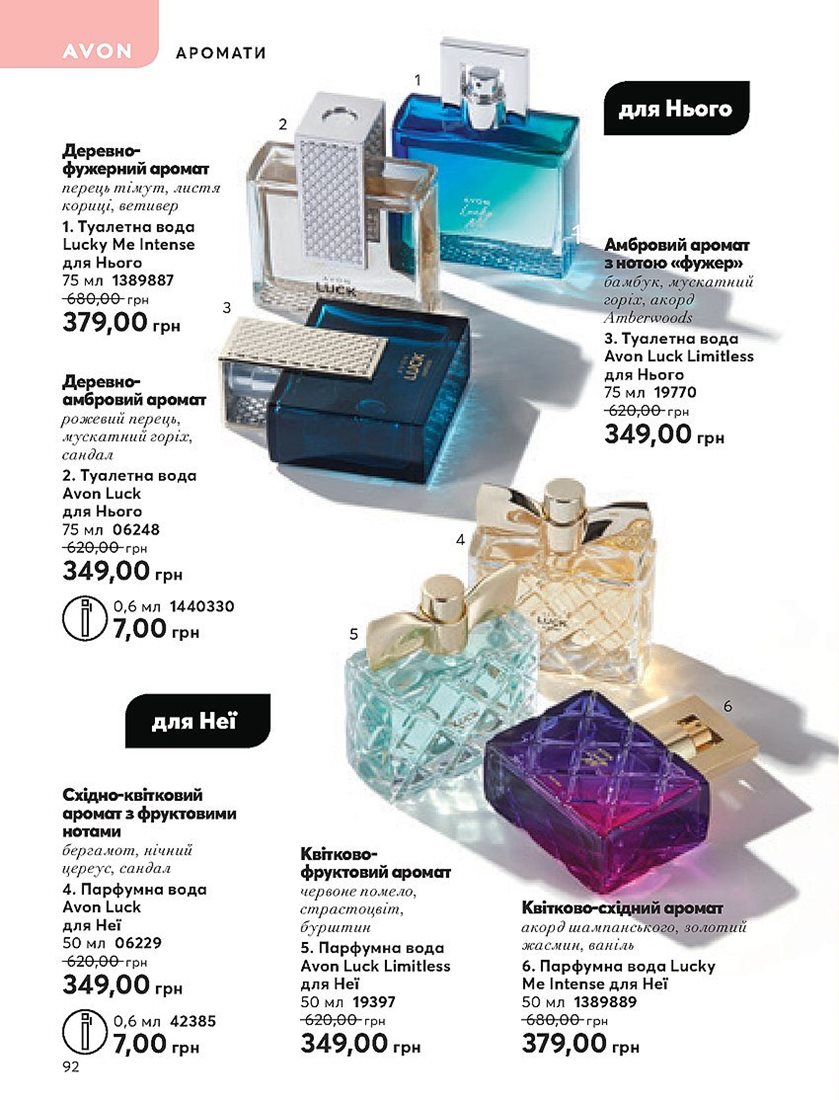 AVON
АРОМАТИ
1
для Нього
2
Деревно-
фужерний аромат
перець тімут, листя
кориці, ветивер
1. Туалетна вода
Lucky Me Intense
для Нього
75 мл 1389887
680,00 грн
379,00 грн
AVON
LUCK
Амбровий аромат
з нотою «фужер»
бамбук, мускатний
горіх, акорд
Amberwoods
3. Туалетна вода
Avon Luck Limitless
для Нього
75 мл 19770
620,00 грн
349,00 грн
3
AVON
LUCK
Деревно-
амбровий аромат
рожевий перець,
мускатний горіх,
сандал
2. Туалетна вода
Avon Luck
для Нього
75 мл 06248
620,00 грн
349,00 грн
0,6 мл 1440330
7,00 грн
4
LUCK
5
6
для Неї
Східно-квітковий
аромат з фруктовими
нотами
бергамот, нічний
цереус, сандал
4. Парфумна вода
Avon Luck
для Неї
50 мл 06229
620,00 грн
349,00 грн
0,6 мл 42385
7,00 грн
Квітково-
фруктовий аромат
червоне помело,
страстоцвіт,
бурштин
5. Парфумна вода
Avon Luck Limitless
для Неї
50 мл 19397
620,00 грн
349,00 грн
Квітково-східний аромат
акорд шампанського, золотий
жасмин, ваніль
6. Парфумна вода Lucky
Me Intense для Неї
50 мл 1389889
680,00 грн
379,00 грн
92